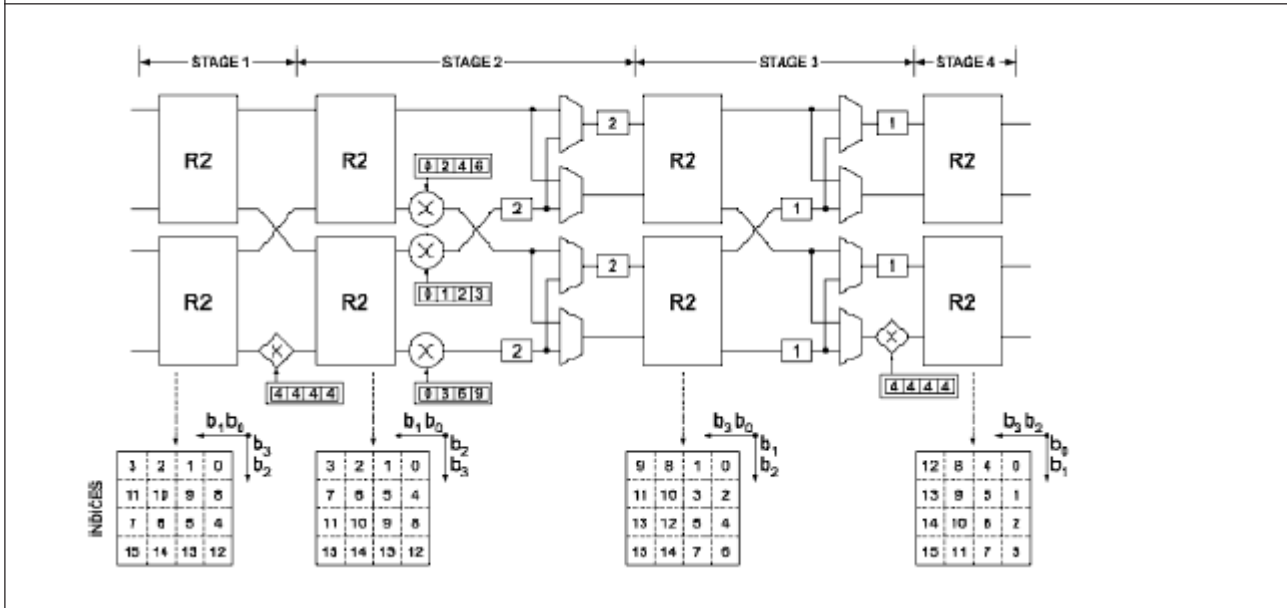 STAGE 1 STAGE 2 STAGE 3 STAGE 4
2 1
R2 R2 R2 R2
0 2 4 6
X
2 1
X
2 1
0 1 2 3
R2 R2 R2 R2
X X 2 1 X
4 4 4 4 0 3 6 9 4 4 4 4
b1b0 b1b0 b3b0 b3b2
b3 b2 b1 b0
b2 b3 b2 b1
INDICES
3 2 1 0 3 2 1 0 9 8 1 0 12 8 4 0
11 10 9 8 7 6 5 4 11 10 3 2 13 9 5 1
7 6 5 4 11 10 9 8 13 12 5 4 14 10 6 2
15 14 13 12 15 14 13 12 15 14 7 6 15 11 7 3